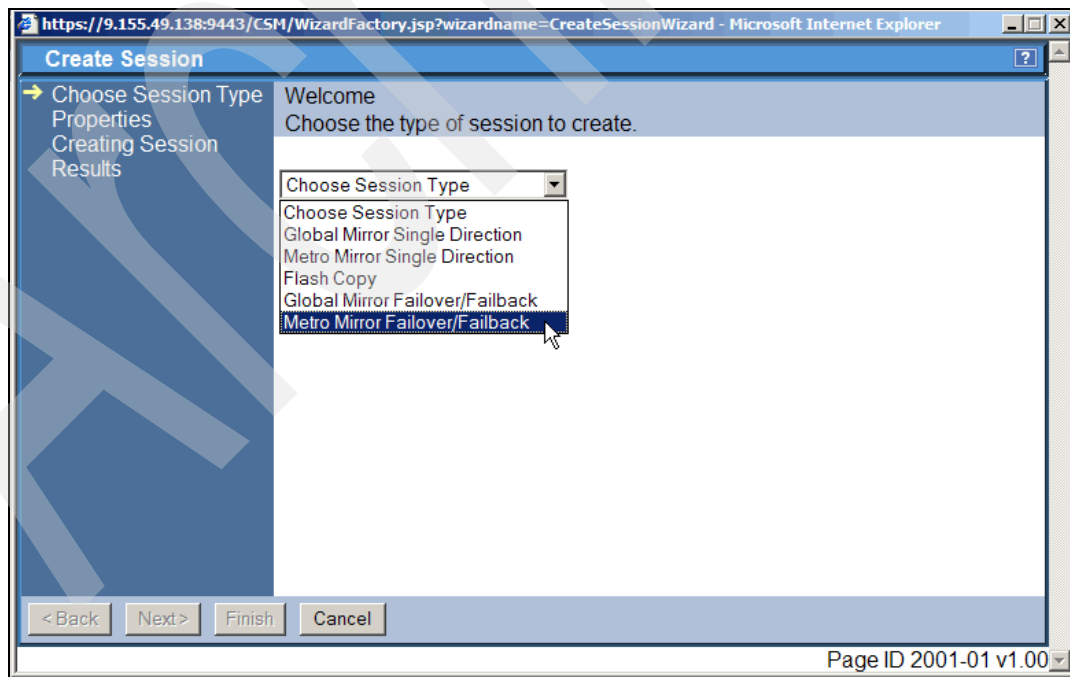 https://9.155.49.138:9443/CSM/WizardFactory.jsp?wizardname=CreateSessionWizard - Microsoft Internet Explorer
Create Session
?
Choose Session Type
Properties
Creating Session
Results
Welcome
Choose the type of session to create.
Choose Session Type
Choose Session Type
Global Mirror Single Direction
Metro Mirror Single Direction
Flash Copy
Global Mirror Failover/Failback
Metro Mirror Failover/Failback
< Back
Next >
Finish
Cancel
Page ID 2001-01 v1.00